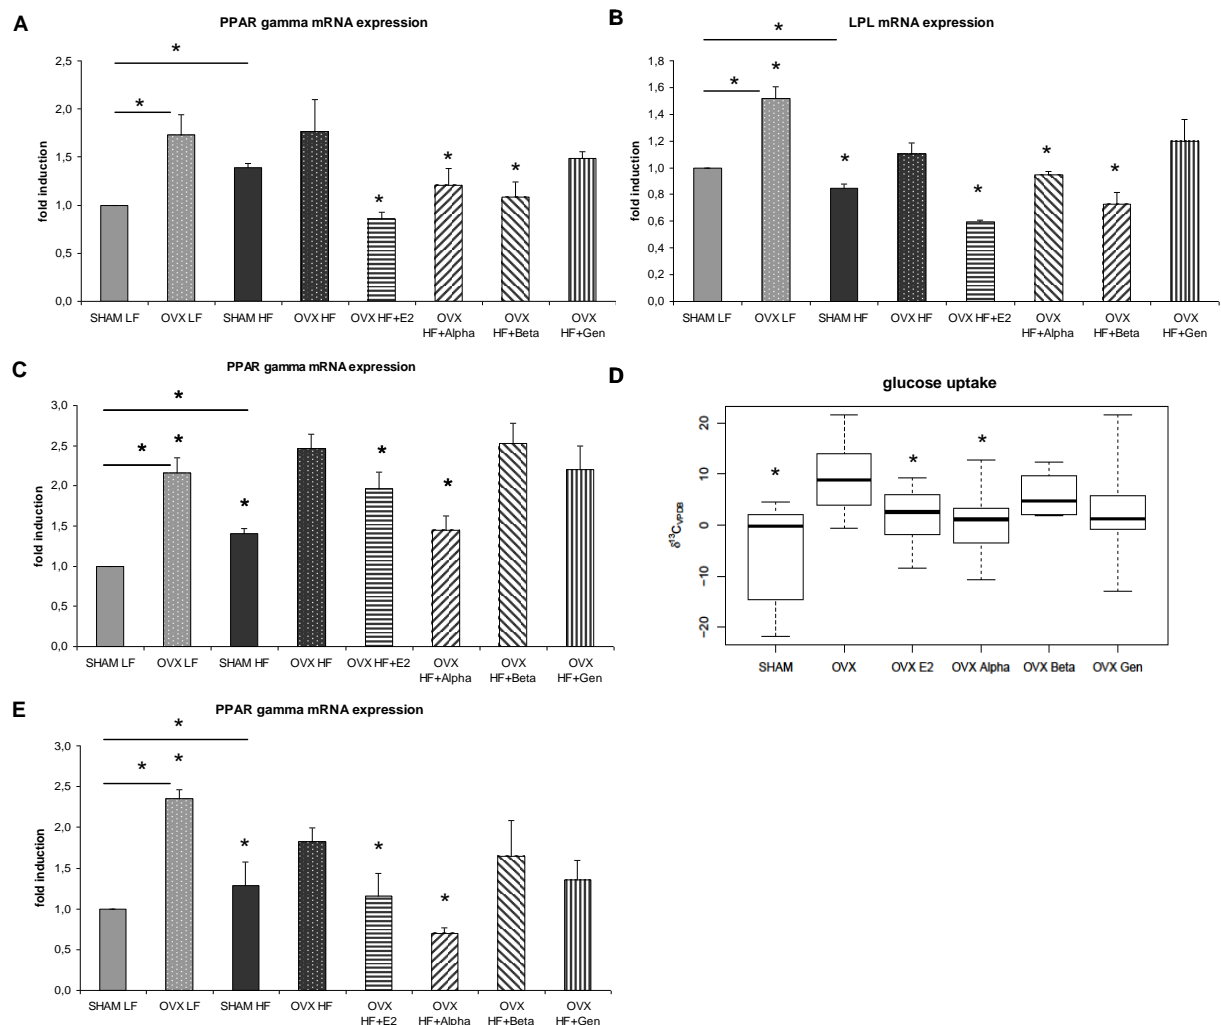 A
PPAR gamma mRNA expression
fold induction
2,5
2,0
1,5
1,0
0,5
0,0
*
*
*
*
*
SHAM LF
OVX LF
SHAM HF
OVX HF
OVX HF+E2
OVX
HF+Alpha
OVX
HF+Beta
OVX
HF+Gen
B
LPL mRNA expression
fold induction
1,8
1,6
1,4
1,2
1,0
0,8
0,6
0,4
0,2
0,0
*
*
*
*
*
*
*
SHAM LF
OVX LF
SHAM HF
OVX HF
OVX HF+E2
OVX
HF+Alpha
OVX
HF+Beta
OVX
HF+Gen
C
PPAR gamma mRNA expression
fold induction
3,0
2,5
2,0
1,5
1,0
0,5
0,0
*
*
*
*
*
*
SHAM LF
OVX LF
SHAM HF
OVX HF
OVX HF+E2
OVX
HF+Alpha
OVX
HF+Beta
OVX
HF+Gen
D
glucose uptake
δ¹³C VPDB
20
10
0
−10
−20
*
*
*
SHAM
OVX
OVX E2
OVX Alpha
OVX Beta
OVX Gen
E
PPAR gamma mRNA expression
fold induction
3,0
2,5
2,0
1,5
1,0
0,5
0,0
*
*
*
*
*
*
SHAM LF
OVX LF
SHAM HF
OVX HF
OVX
HF+E2
OVX
HF+Alpha
OVX
HF+Beta
OVX
HF+Gen